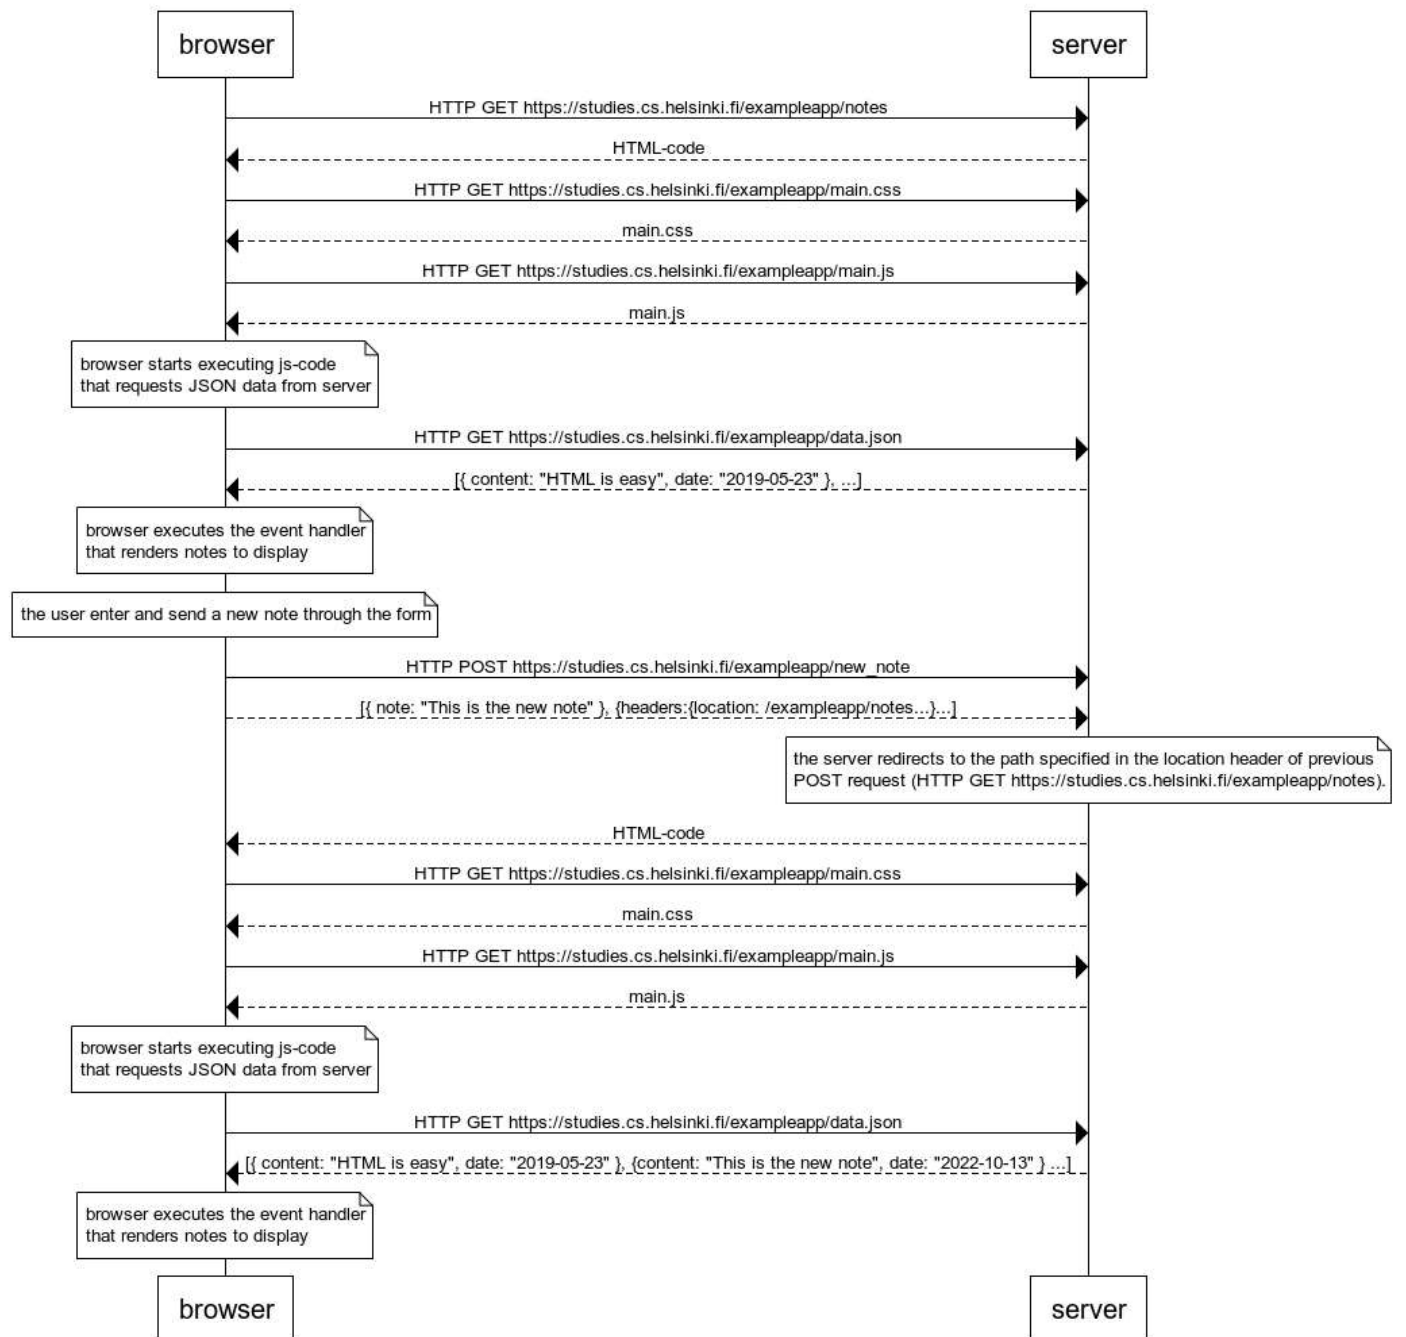 browser
server
HTTP GET https://studies.cs.helsinki.fi/exampleapp/notes
HTML-code
HTTP GET https://studies.cs.helsinki.fi/exampleapp/main.css
main.css
HTTP GET https://studies.cs.helsinki.fi/exampleapp/main.js
main.js
browser starts executing js-code
that requests JSON data from server
HTTP GET https://studies.cs.helsinki.fi/exampleapp/data.json
[{ content: "HTML is easy", date: "2019-05-23" }, ...]
browser executes the event handler
that renders notes to display
the user enter and send a new note through the form
HTTP POST https://studies.cs.helsinki.fi/exampleapp/new_note
[{ note: "This is the new note" }, {headers:{location: /exampleapp/notes...}...]
the server redirects to the path specified in the location header of previous
POST request (HTTP GET https://studies.cs.helsinki.fi/exampleapp/notes).
HTML-code
HTTP GET https://studies.cs.helsinki.fi/exampleapp/main.css
main.css
HTTP GET https://studies.cs.helsinki.fi/exampleapp/main.js
main.js
browser starts executing js-code
that requests JSON data from server
HTTP GET https://studies.cs.helsinki.fi/exampleapp/data.json
[{ content: "HTML is easy", date: "2019-05-23" }, {content: "This is the new note", date: "2022-10-13" } ...]
browser executes the event handler
that renders notes to display
browser
server